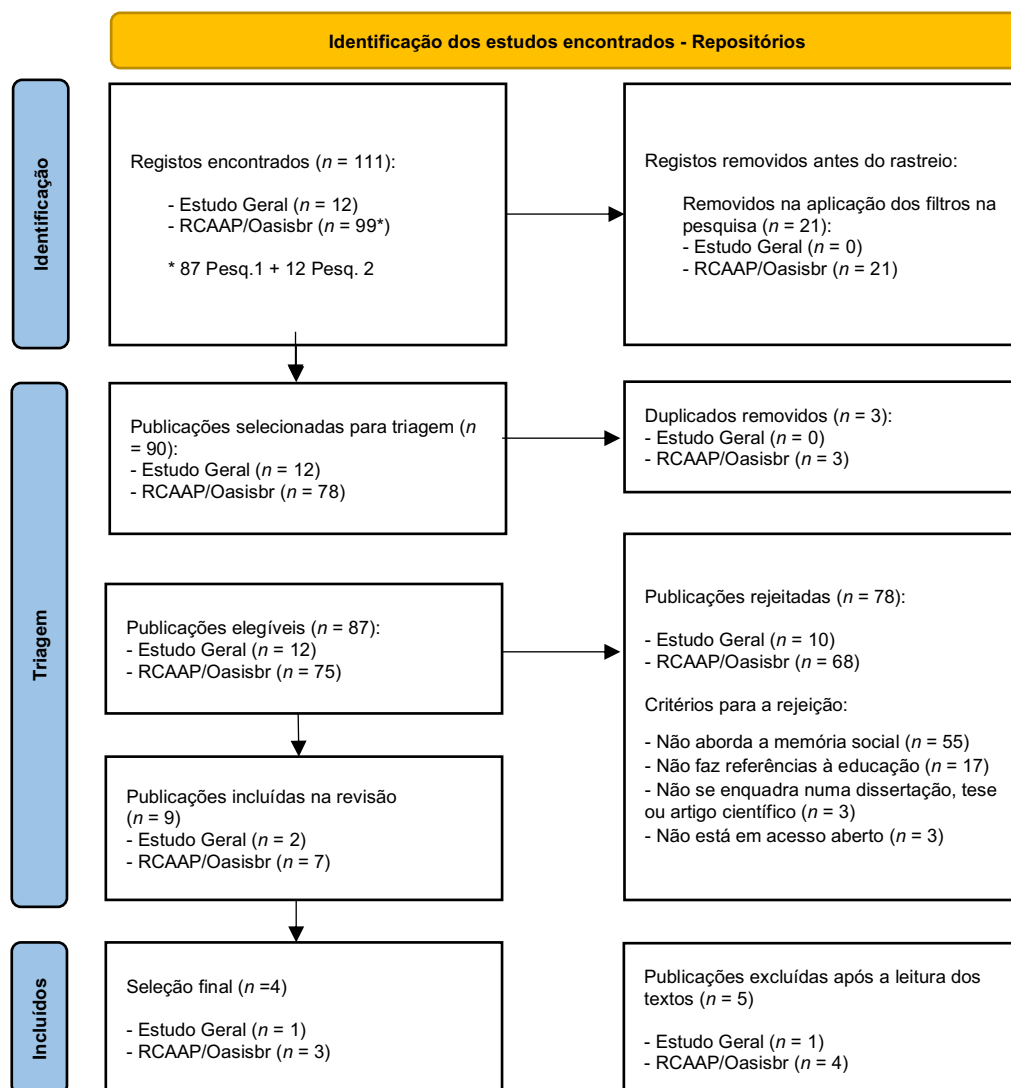 Identificação dos estudos encontrados - Repositórios
Identificação
Registos encontrados (n = 111):
- Estudo Geral (n = 12)
- RCAAP/Oasisbr (n = 99*)
* 87 Pesq.1 + 12 Pesq. 2
Registos removidos antes do rastreio:
Removidos na aplicação dos filtros na
pesquisa (n = 21):
- Estudo Geral (n = 0)
- RCAAP/Oasisbr (n = 21)
Triagem
Publicações selecionadas para triagem (n
= 90):
- Estudo Geral (n = 12)
- RCAAP/Oasisbr (n = 78)
Duplicados removidos (n = 3):
- Estudo Geral (n = 0)
- RCAAP/Oasisbr (n = 3)
Publicações elegíveis (n = 87):
- Estudo Geral (n = 12)
- RCAAP/Oasisbr (n = 75)
Publicações rejeitadas (n = 78):
- Estudo Geral (n = 10)
- RCAAP/Oasisbr (n = 68)
Critérios para a rejeição:
- Não aborda a memória social (n = 55)
- Não faz referências à educação (n = 17)
- Não se enquadra numa dissertação, tese
ou artigo científico (n = 3)
- Não está em acesso aberto (n = 3)
Publicações incluídas na revisão
(n = 9)
- Estudo Geral (n = 2)
- RCAAP/Oasisbr (n = 7)
Incluídos
Seleção final (n =4)
- Estudo Geral (n = 1)
- RCAAP/Oasisbr (n = 3)
Publicações excluídas após a leitura dos
textos (n = 5)
- Estudo Geral (n = 1)
- RCAAP/Oasisbr (n = 4)